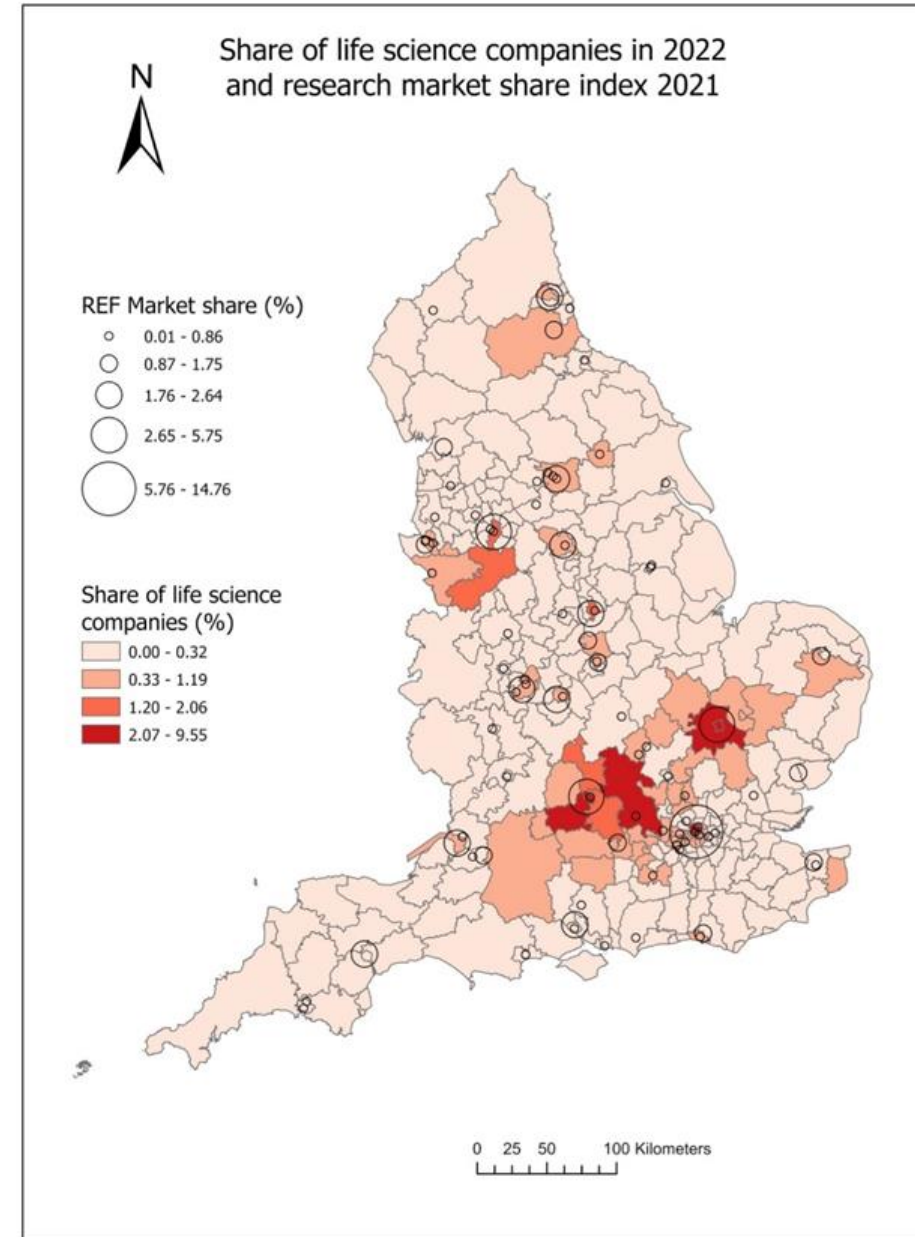 Share of life science companies in 2022
and research market share index 2021
N
REF Market share (%)
0.01 - 0.86
0.87 - 1.75
1.76 - 2.64
2.65 - 5.75
5.76 - 14.76
Share of life science
companies (%)
0.00 - 0.32
0.33 - 1.19
1.20 - 2.06
2.07 - 9.55
0 25 50 100 Kilometers